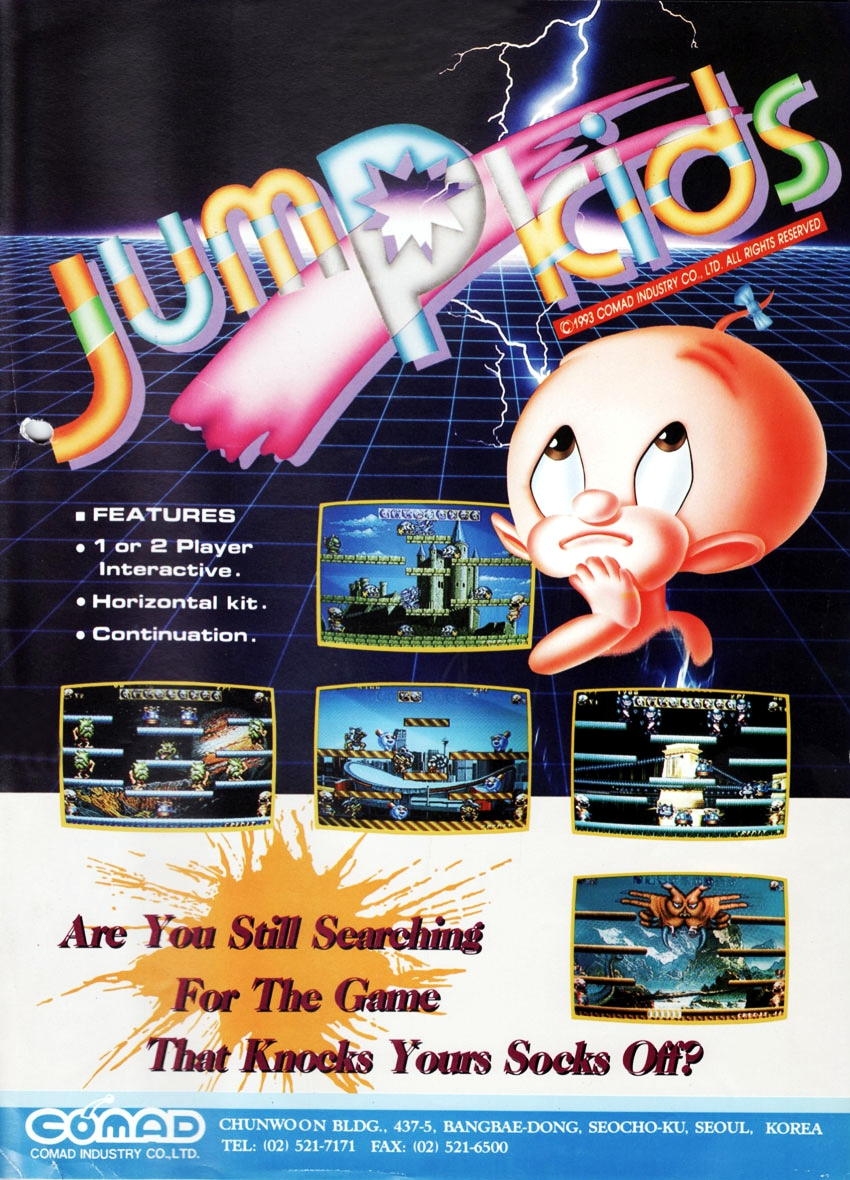 Jump kids
©1993 COMAD INDUSTRY CO., LTD. ALL RIGHTS RESERVED
■ FEATURES
• 1 or 2 Player
Interactive.
• Horizontal kit.
• Continuation.
Are You Still Searching
For The Game
That Knocks Yours Socks Off?
COMAD
COMAD INDUSTRY CO.,LTD.
CHUNWOON BLDG., 437-5, BANGBAE-DONG, SEOCHO-KU, SEOUL, KOREA
TEL: (02) 521-7171 FAX: (02) 521-6500